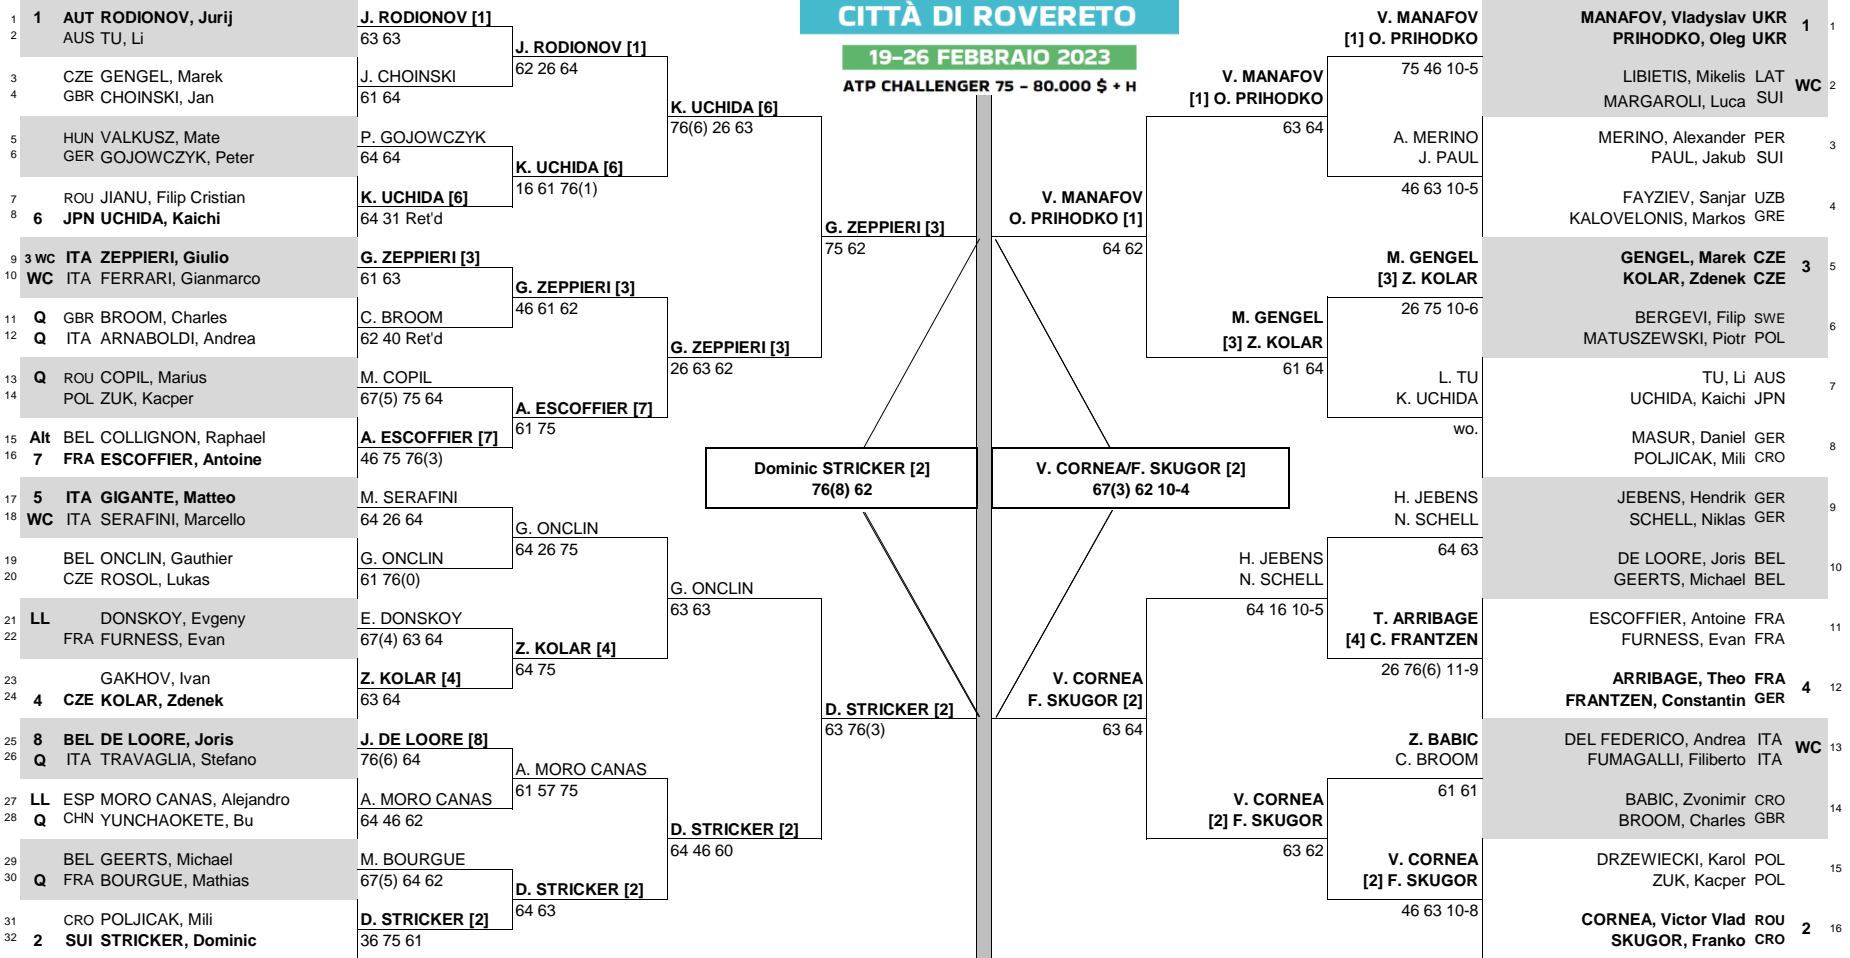 CITTÀ DI ROVERETO
19–26 FEBBRAIO 2023
ATP CHALLENGER 75 – 80.000 $ + H
1 1 AUT RODIONOV, Jurij
2 AUS TU, Li
3 CZE GENGEL, Marek
4 GBR CHOINSKI, Jan
5 HUN VALKUSZ, Mate
6 GER GOJOWCZYK, Peter
7 ROU JIANU, Filip Cristian
8 6 JPN UCHIDA, Kaichi
9 3 WC ITA ZEPPIERI, Giulio
10 WC ITA FERRARI, Gianmarco
11 Q GBR BROOM, Charles
12 Q ITA ARNABOLDI, Andrea
13 Q ROU COPIL, Marius
14 POL ZUK, Kacper
15 Alt BEL COLLIGNON, Raphael
16 7 FRA ESCOFFIER, Antoine
17 5 ITA GIGANTE, Matteo
18 WC ITA SERAFINI, Marcello
19 BEL ONCLIN, Gauthier
20 CZE ROSOL, Lukas
21 LL DONSKOY, Evgeny
22 FRA FURNESS, Evan
23 GAKHOV, Ivan
24 4 CZE KOLAR, Zdenek
25 8 BEL DE LOORE, Joris
26 Q ITA TRAVAGLIA, Stefano
27 LL ESP MORO CANAS, Alejandro
28 Q CHN YUNCHAOKETE, Bu
29 BEL GEERTS, Michael
30 Q FRA BOURGUE, Mathias
31 CRO POLJICAK, Mili
32 2 SUI STRICKER, Dominic
J. RODIONOV [1]
63 63
J. CHOINSKI
61 64
P. GOJOWCZYK
64 64
K. UCHIDA [6]
64 31 Ret'd
G. ZEPPIERI [3]
61 63
C. BROOM
62 40 Ret'd
M. COPIL
67(5) 75 64
A. ESCOFFIER [7]
46 75 76(3)
M. SERAFINI
64 26 64
G. ONCLIN
61 76(0)
E. DONSKOY
67(4) 63 64
Z. KOLAR [4]
63 64
J. DE LOORE [8]
76(6) 64
A. MORO CANAS
64 46 62
M. BOURGUE
67(5) 64 62
D. STRICKER [2]
36 75 61
J. RODIONOV [1]
62 26 64
K. UCHIDA [6]
16 61 76(1)
G. ZEPPIERI [3]
46 61 62
A. ESCOFFIER [7]
61 75
G. ONCLIN
64 26 75
Z. KOLAR [4]
64 75
A. MORO CANAS
61 57 75
D. STRICKER [2]
64 63
K. UCHIDA [6]
76(6) 26 63
G. ZEPPIERI [3]
26 63 62
G. ONCLIN
63 63
D. STRICKER [2]
64 46 60
G. ZEPPIERI [3]
75 62
D. STRICKER [2]
63 76(3)
Dominic STRICKER [2]
76(8) 62
V. CORNEA/F. SKUGOR [2]
67(3) 62 10-4
V. MANAFOV
O. PRIHODKO [1]
64 62
V. CORNEA
F. SKUGOR [2]
63 64
V. MANAFOV
[1] O. PRIHODKO
63 64
M. GENGEL
[3] Z. KOLAR
61 64
H. JEBENS
N. SCHELL
64 16 10-5
V. CORNEA
[2] F. SKUGOR
63 62
V. MANAFOV
[1] O. PRIHODKO
75 46 10-5
A. MERINO
J. PAUL
46 63 10-5
M. GENGEL
[3] Z. KOLAR
26 75 10-6
L. TU
K. UCHIDA
wo.
H. JEBENS
N. SCHELL
64 63
T. ARRIBAGE
[4] C. FRANTZEN
26 76(6) 11-9
Z. BABIC
C. BROOM
61 61
V. CORNEA
[2] F. SKUGOR
46 63 10-8
MANAFOV, Vladyslav UKR 1 1
PRIHODKO, Oleg UKR
LIBIETIS, Mikelis LAT WC 2
MARGAROLI, Luca SUI
MERINO, Alexander PER 3
PAUL, Jakub SUI
FAYZIEV, Sanjar UZB 4
KALOVELONIS, Markos GRE
GENGEL, Marek CZE 3 5
KOLAR, Zdenek CZE
BERGEVI, Filip SWE 6
MATUSZEWSKI, Piotr POL
TU, Li AUS 7
UCHIDA, Kaichi JPN
MASUR, Daniel GER 8
POLJICAK, Mili CRO
JEBENS, Hendrik GER 9
SCHELL, Niklas GER
DE LOORE, Joris BEL 10
GEERTS, Michael BEL
ESCOFFIER, Antoine FRA 11
FURNESS, Evan FRA
ARRIBAGE, Theo FRA 4 12
FRANTZEN, Constantin GER
DEL FEDERICO, Andrea ITA WC 13
FUMAGALLI, Filiberto ITA
BABIC, Zvonimir CRO 14
BROOM, Charles GBR
DRZEWIECKI, Karol POL 15
ZUK, Kacper POL
CORNEA, Victor Vlad ROU 2 16
SKUGOR, Franko CRO